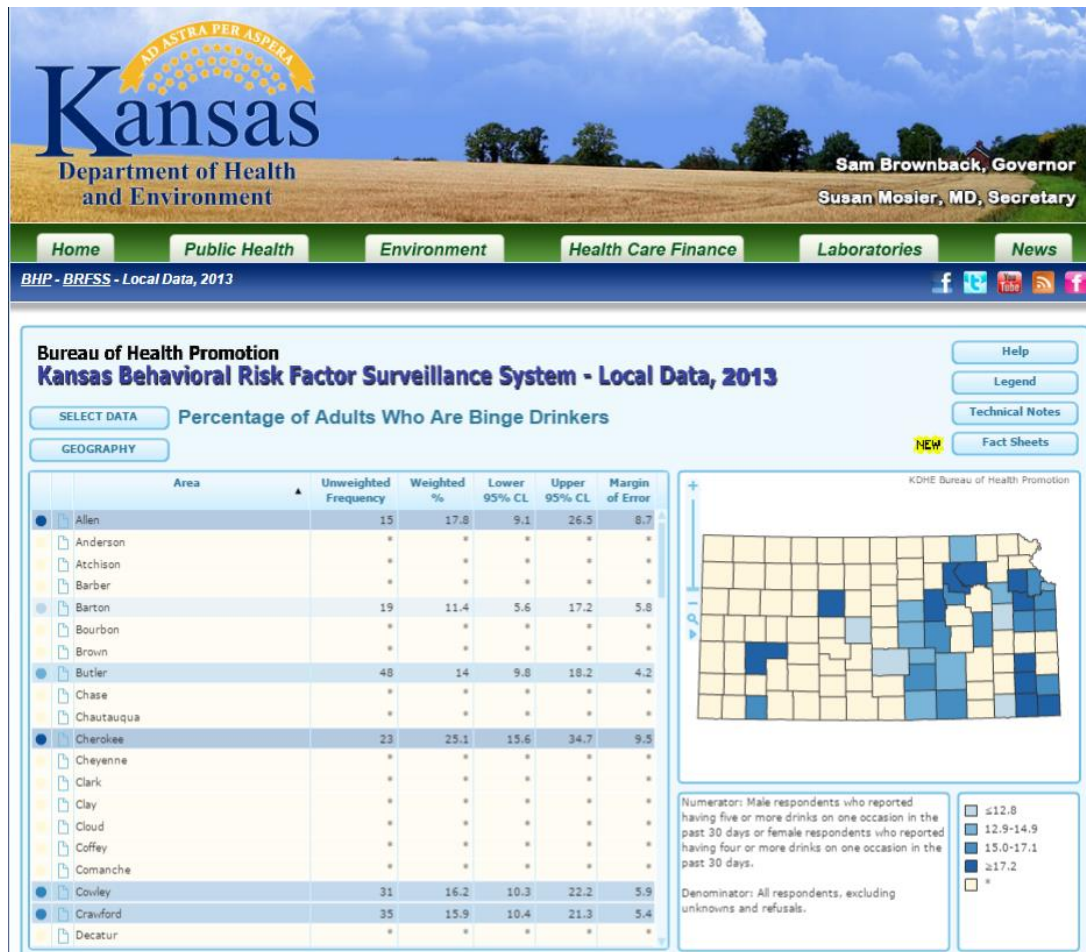 AD ASTRA PER ASPERA
Kansas
Department of Health
and Environment
Sam Brownback, Governor
Susan Mosier, MD, Secretary
Home Public Health Environment Health Care Finance Laboratories News
BHP - BRFSS - Local Data, 2013
You Tube
Bureau of Health Promotion
Kansas Behavioral Risk Factor Surveillance System - Local Data, 2013
Help
Legend
SELECT DATA Percentage of Adults Who Are Binge Drinkers Technical Notes
GEOGRAPHY NEW Fact Sheets
Area Unweighted Frequency Weighted % Lower 95% CL Upper 95% CL Margin of Error
Allen 15 17.8 9.1 26.5 8.7
Anderson * * * * *
Atchison * * * * *
Barber * * * * *
Barton 19 11.4 5.6 17.2 5.8
Bourbon * * * * *
Brown * * * * *
Butler 48 14 9.8 18.2 4.2
Chase * * * * *
Chautauqua * * * * *
Cherokee 23 25.1 15.6 34.7 9.5
Cheyenne * * * * *
Clark * * * * *
Clay * * * * *
Cloud * * * * *
Coffey * * * * *
Comanche * * * * *
Cowley 31 16.2 10.3 22.2 5.9
Crawford 35 15.9 10.4 21.3 5.4
Decatur * * * * *
KDHE Bureau of Health Promotion
Numerator: Male respondents who reported
having five or more drinks on one occasion in the
past 30 days or female respondents who reported
having four or more drinks on one occasion in the
past 30 days.
Denominator: All respondents, excluding
unknowns and refusals.
≤12.8
12.9-14.9
15.0-17.1
≥17.2
*